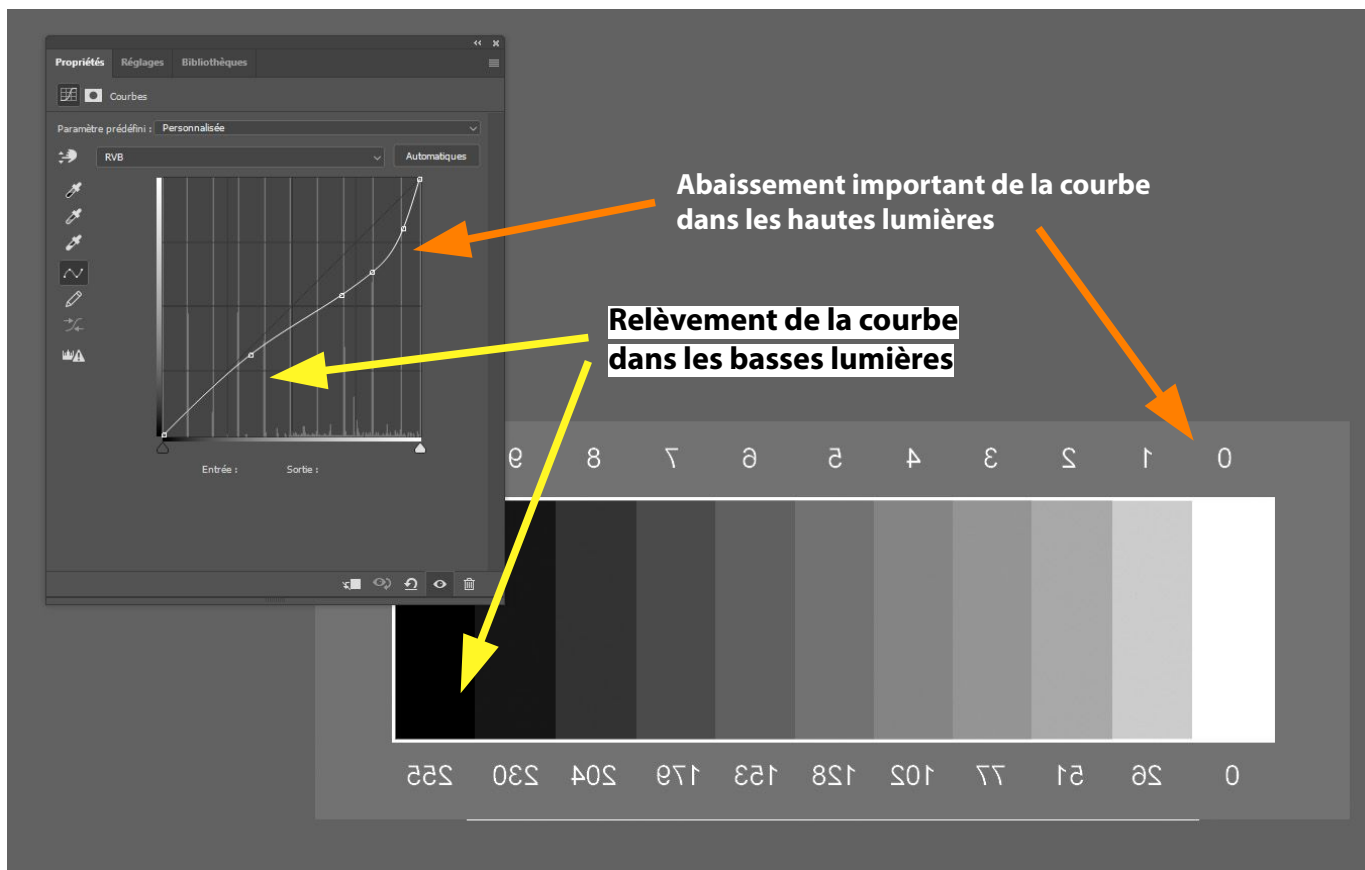 Propriétés Réglages Bibliothèques
Courbes
Paramètre prédéfini : Personnalisée
RVB Automatiques
Abaissement important de la courbe
dans les hautes lumières
Relèvement de la courbe
dans les basses lumières
Entrée : Sortie :
9 8 7 6 5 4 3 2 1 0
255 230 204 179 153 128 102 77 51 26 0